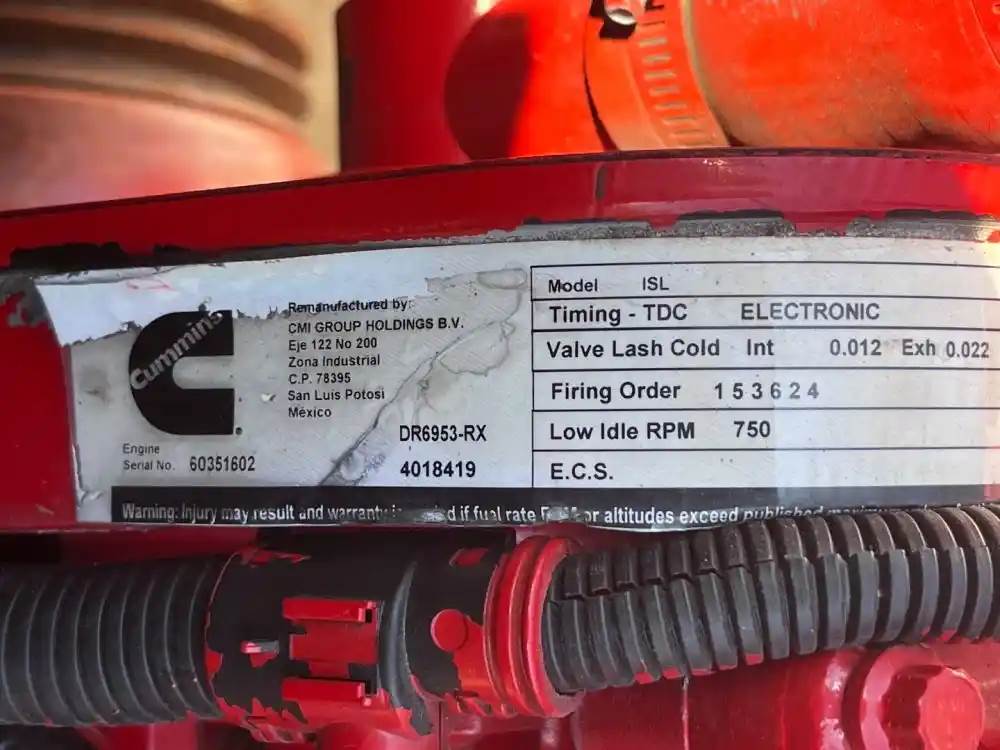 Cummins
Remanufactured by:
CMI GROUP HOLDINGS B.V.
Eje 122 No 200
Zona Industrial
C.P. 78395
San Luis Potosi
México
DR6953-RX
Engine
Serial No. 60351602
4018419
Model ISL
Timing - TDC ELECTRONIC
Valve Lash Cold Int 0.012 Exh 0.022
Firing Order 1 5 3 6 2 4
Low Idle RPM 750
E.C.S.
Warning: Injury may result and warranty if fuel rate or altitudes exceed published